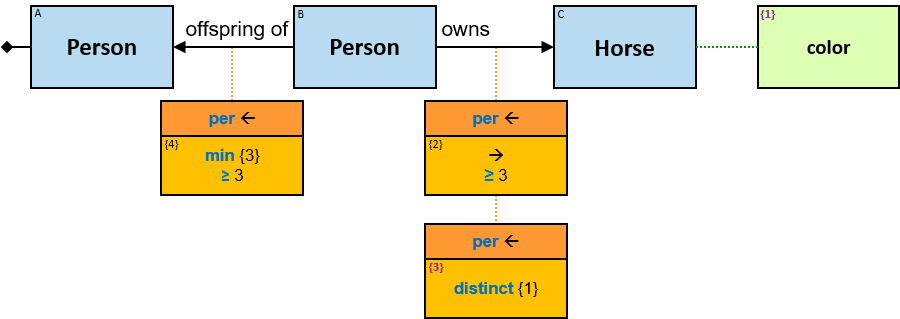 A
Person
offspring of
B
Person
owns
C
Horse
{1}
color
per ←
{4}
min {3}
≥ 3
per ←
{2}
→
≥ 3
per ←
{3}
distinct {1}